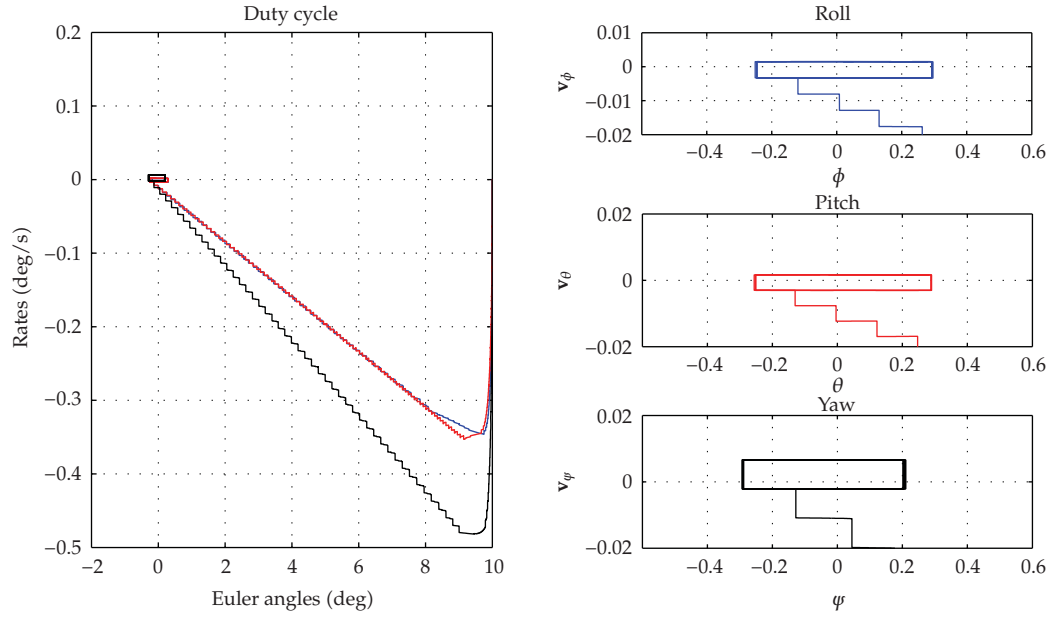 Duty cycle
0.2
0.1
0
−0.1
−0.2
−0.3
−0.4
−0.5
−2 0 2 4 6 8 10
Rates (deg/s)
Euler angles (deg)
Roll
0.01
0
−0.01
−0.02
−0.4 −0.2 0 0.2 0.4 0.6
vϕ
ϕ
Pitch
0.02
0
−0.02
−0.4 −0.2 0 0.2 0.4 0.6
vθ
θ
Yaw
0.02
0
−0.02
−0.4 −0.2 0 0.2 0.4 0.6
vψ
ψ